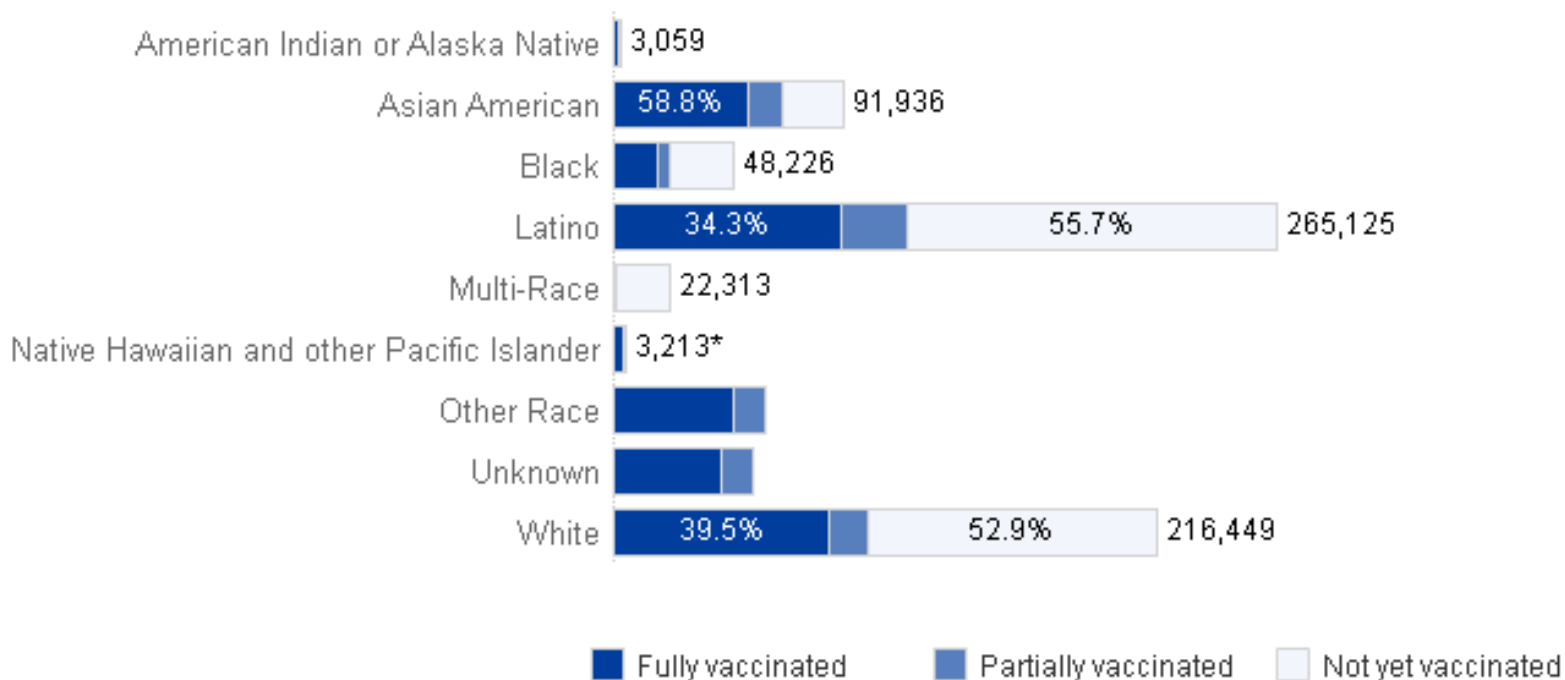 American Indian or Alaska Native 3,059
Asian American 58.8% 91,936
Black 48,226
Latino 34.3% 55.7% 265,125
Multi-Race 22,313
Native Hawaiian and other Pacific Islander 3,213*
Other Race
Unknown
White 39.5% 52.9% 216,449
Fully vaccinated Partially vaccinated Not yet vaccinated